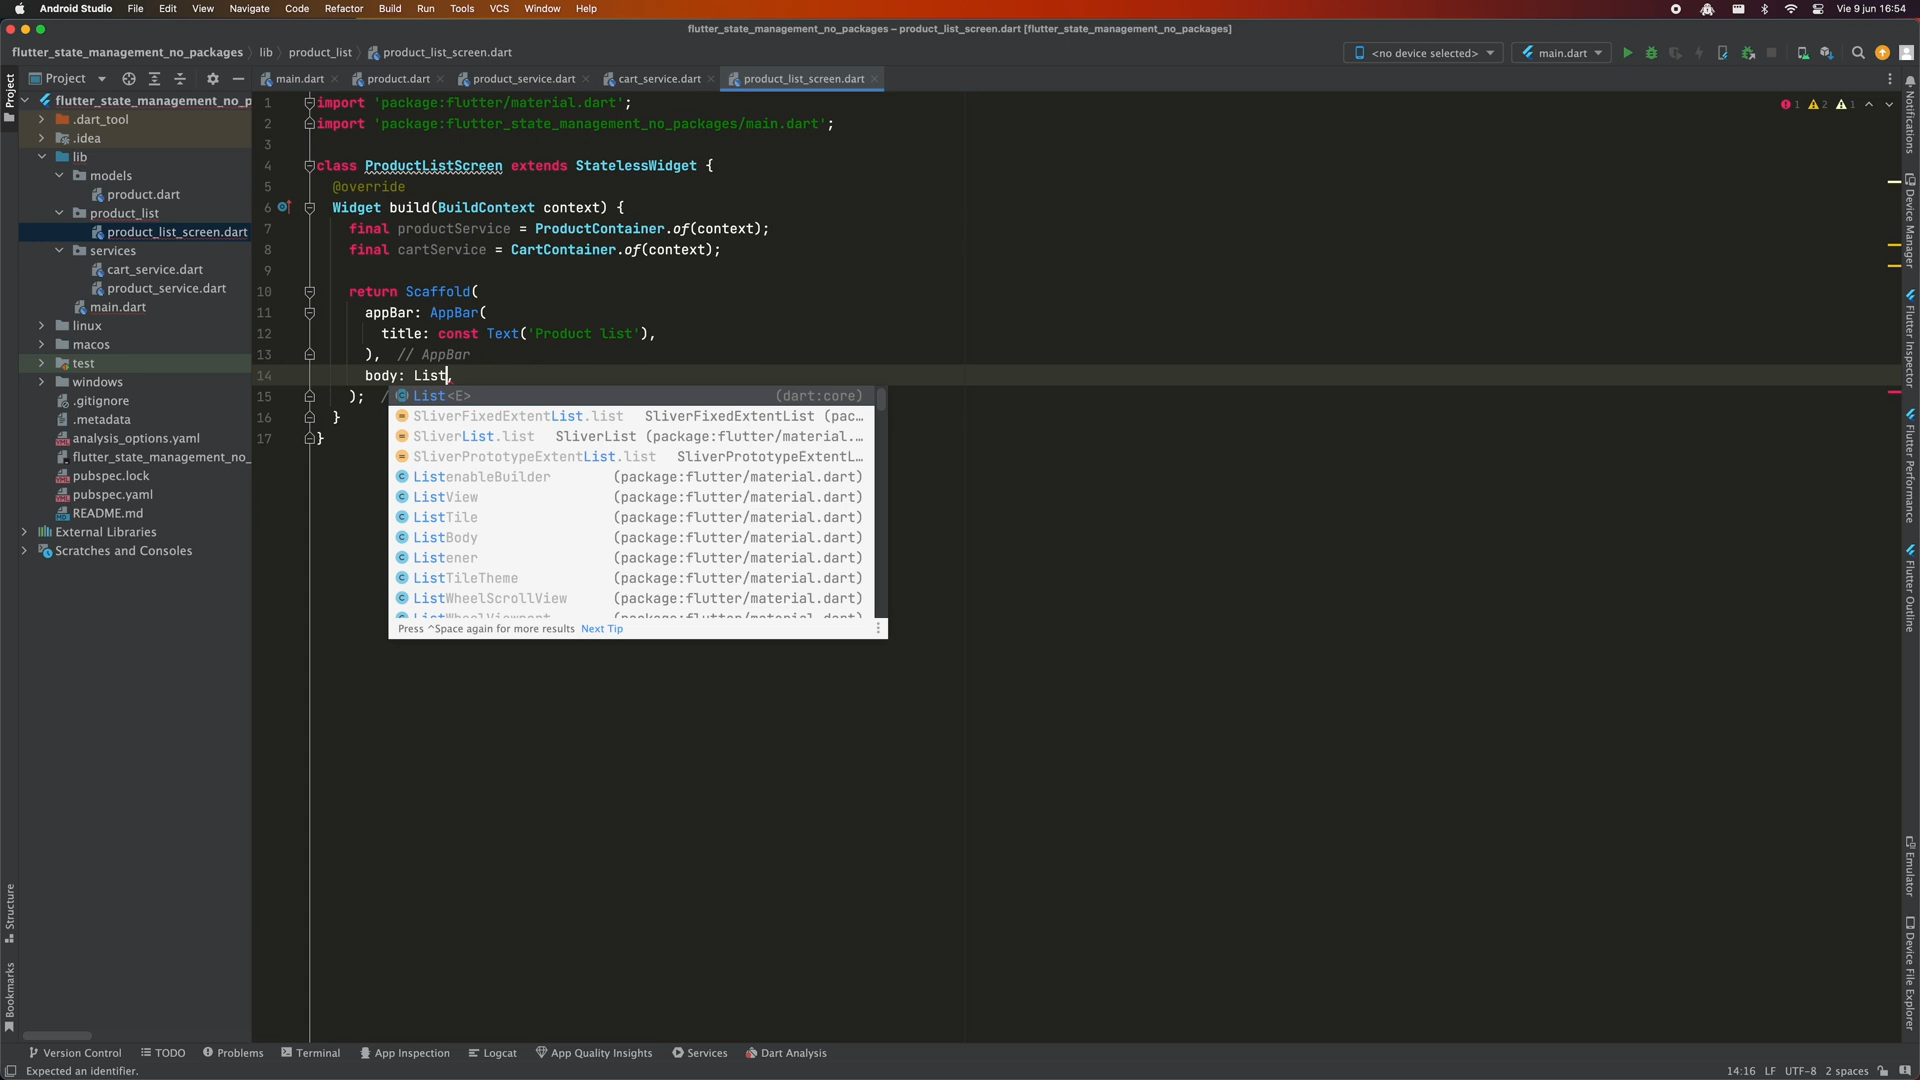 Android Studio File Edit View Navigate Code Refactor Build Run Tools VCS Window Help Vie 9 jun 16:54
flutter_state_management_no_packages – product_list_screen.dart [flutter_state_management_no_packages]
flutter_state_management_no_packages lib product_list product_list_screen.dart <no device selected> main.dart
Project main.dart product.dart product_service.dart cart_service.dart product_list_screen.dart
flutter_state_management_no_p
.dart_tool
.idea
lib
models
product.dart
product_list
product_list_screen.dart
services
cart_service.dart
product_service.dart
main.dart
linux
macos
test
windows
.gitignore
.metadata
analysis_options.yaml
flutter_state_management_no_
pubspec.lock
pubspec.yaml
README.md
External Libraries
Scratches and Consoles
1 import 'package:flutter/material.dart';
2 import 'package:flutter_state_management_no_packages/main.dart';
3
4 class ProductListScreen extends StatelessWidget {
5 @override
6 Widget build(BuildContext context) {
7 final productService = ProductContainer.of(context);
8 final cartService = CartContainer.of(context);
9
10 return Scaffold(
11 appBar: AppBar(
12 title: const Text('Product list'),
13 ), // AppBar
14 body: List,
15 ); /
16 }
17 }
1 2 1
List<E> (dart:core)
SliverFixedExtentList.list SliverFixedExtentList (pac…
SliverList.list SliverList (package:flutter/material.…
SliverPrototypeExtentList.list SliverPrototypeExtentL…
ListenableBuilder (package:flutter/material.dart)
ListView (package:flutter/material.dart)
ListTile (package:flutter/material.dart)
ListBody (package:flutter/material.dart)
Listener (package:flutter/material.dart)
ListTileTheme (package:flutter/material.dart)
ListWheelScrollView (package:flutter/material.dart)
ListWheelViewport (package:flutter/material.dart)
Press ^Space again for more results Next Tip
Project
Structure
Bookmarks
Notifications
Device Manager
Flutter Inspector
Flutter Performance
Flutter Outline
Emulator
Device File Explorer
Version Control TODO Problems Terminal App Inspection Logcat App Quality Insights Services Dart Analysis
Expected an identifier. 14:16 LF UTF-8 2 spaces